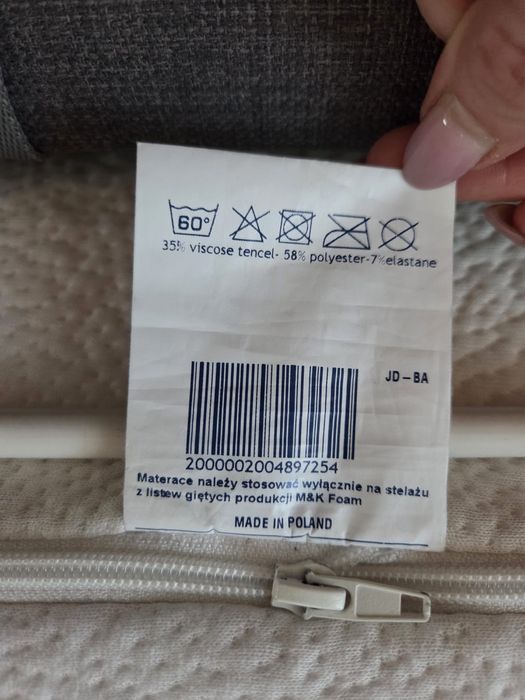 60°
35% viscose tencel- 58% polyester-7%elastane
JD-BA
2000002004897254
Materace należy stosować wyłącznie na stelażu
z listew giętych produkcji M&K Foam
MADE IN POLAND